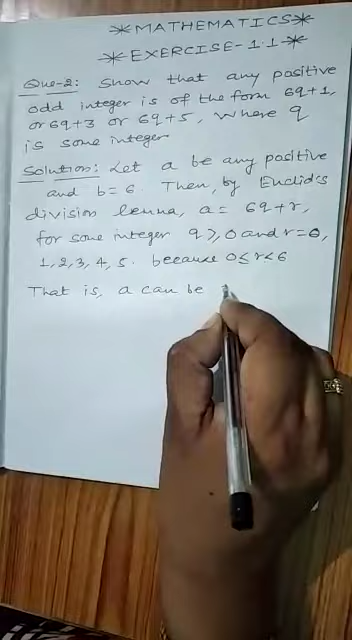 *MATHEMATICS*
*EXERCISE-1.1*
Que-2: Show that any positive
odd integer is of the form 6q+1,
or 6q+3 or 6q+5, where q
is some integer
Solution: Let a be any positive
and b=6. Then, by Euclid's
division lemma, a= 6q+r,
for some integer q≥0 and r=0,
1,2,3,4,5. because 0≤r<6
That is, a can be